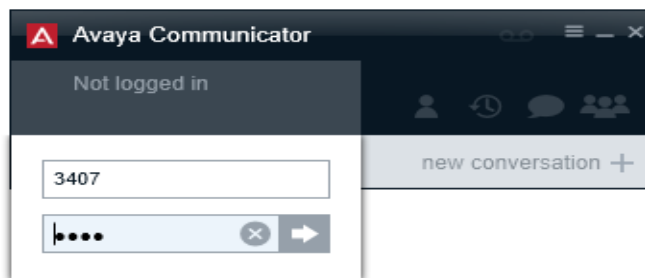 Avaya Communicator
Not logged in
new conversation
3407
••••